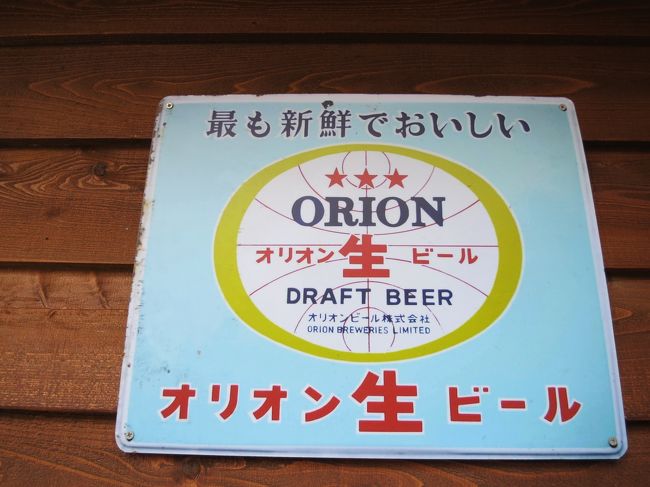 最も新鮮でおいしい
★★★
ORION
オリオン生ビール
DRAFT BEER
オリオンビール株式会社
ORION BREWERIES LIMITED
オリオン生ビール